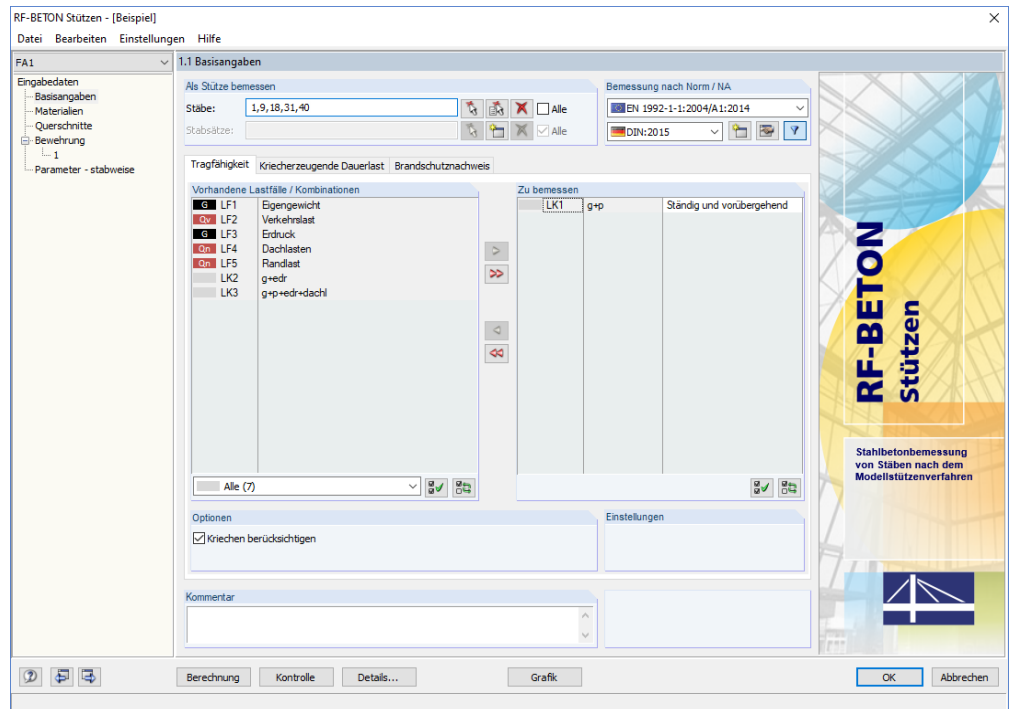 RF-BETON Stützen - [Beispiel]
Datei Bearbeiten Einstellungen Hilfe
FA1
1.1 Basisangaben
Eingabedaten
Basisangaben
Materialien
Querschnitte
Bewehrung
1
Parameter - stabweise
Als Stütze bemessen
Stäbe: 1,9,18,31,40 Alle
Stabsätze: Alle
Bemessung nach Norm / NA
EN 1992-1-1:2004/A1:2014
DIN:2015
Tragfähigkeit Kriecherzeugende Dauerlast Brandschutznachweis
Vorhandene Lastfälle / Kombinationen
G LF1 Eigengewicht
Qv LF2 Verkehrslast
G LF3 Erdruck
Qn LF4 Dachlasten
Qn LF5 Randlast
LK2 g+edr
LK3 g+p+edr+dachl
Alle (7)
Zu bemessen
LK1 g+p Ständig und vorübergehend
Optionen
Kriechen berücksichtigen
Einstellungen
Kommentar
RF-BETON
Stützen
Stahlbetonbemessung
von Stäben nach dem
Modellstützenverfahren
Berechnung Kontrolle Details... Grafik OK Abbrechen